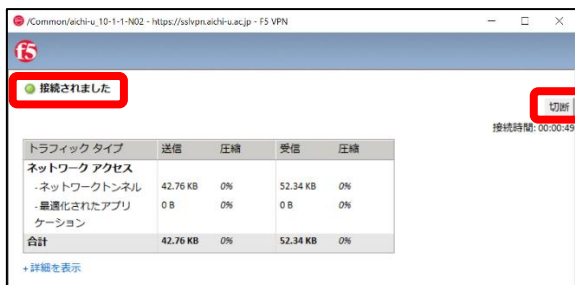 /Common/aichi-u_10-1-1-N02 - https://sslvpn.aichi-u.ac.jp - F5 VPN
f5
接続されました
切断
接続時間: 00:00:49
トラフィック タイプ 送信 圧縮 受信 圧縮
ネットワーク アクセス
-ネットワークトンネル 42.76 KB 0% 52.34 KB 0%
-最適化されたアプリ 0 B 0% 0 B 0%
ケーション
合計 42.76 KB 0% 52.34 KB 0%
+詳細を表示